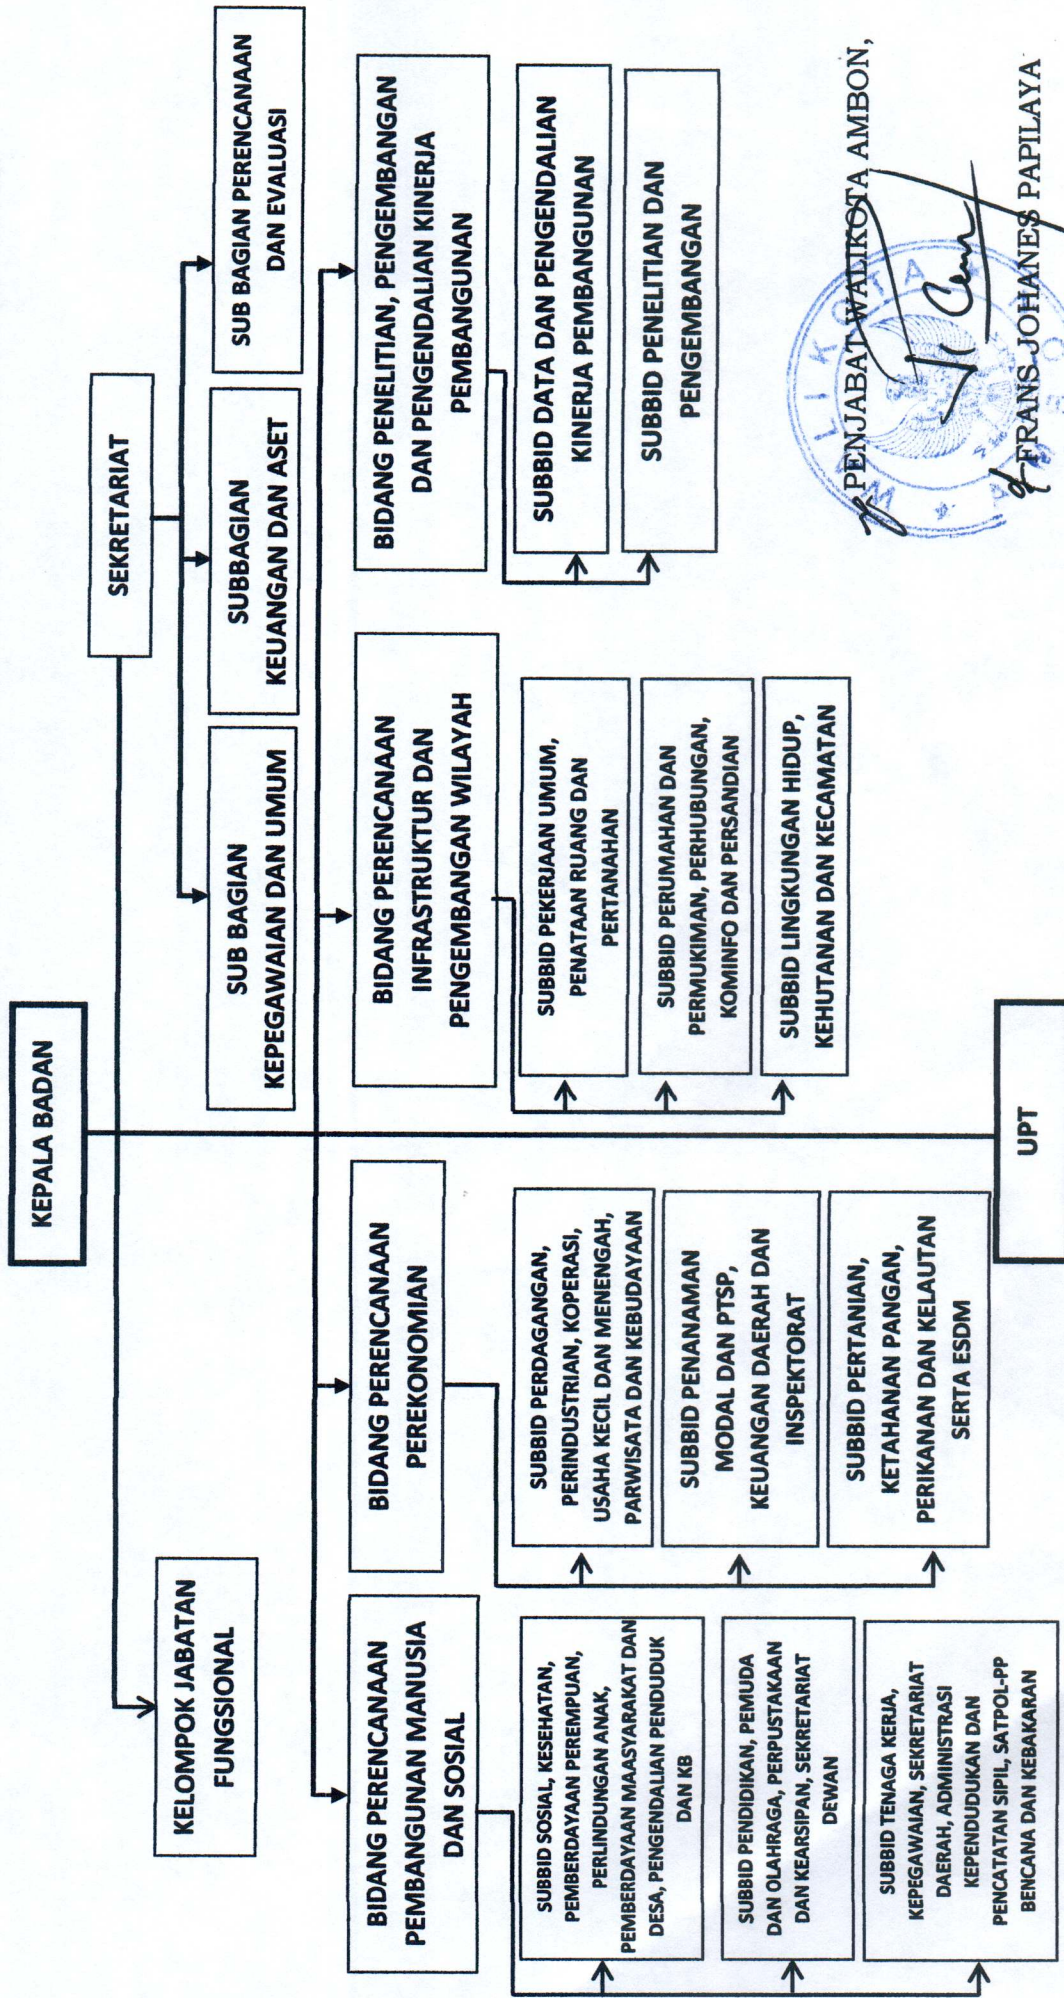 KEPALA BADAN
SEKRETARIAT
KELOMPOK JABATAN
FUNGSIONAL
SUB BAGIAN
KEPEGAWAIAN DAN UMUM
SUBBAGIAN
KEUANGAN DAN ASET
SUB BAGIAN PERENCANAAN
DAN EVALUASI
BIDANG PERENCANAAN
PEMBANGUNAN MANUSIA
DAN SOSIAL
SUBBID SOSIAL, KESEHATAN,
PEMBERDAYAAN PEREMPUAN,
PERLINDUNGAN ANAK,
PEMBERDAYAAN MASYARAKAT DAN
DESA, PENGENDALIAN PENDUDUK
DAN KB
SUBBID PENDIDIKAN, PEMUDA
DAN OLAHRAGA, PERPUSTAKAAN
DAN KEARSIPAN, SEKRETARIAT
DEWAN
SUBBID TENAGA KERJA,
KEPEGAWAIAN, SEKRETARIAT
DAERAH, ADMINISTRASI
KEPENDUDUKAN DAN
PENCATATAN SIPIL, SATPOL-PP
BENCANA DAN KEBAKARAN
BIDANG PERENCANAAN
PEREKONOMIAN
SUBBID PERDAGANGAN,
PERINDUSTRIAN, KOPERASI,
USAHA KECIL DAN MENENGAH,
PARWISATA DAN KEBUDAYAAN
SUBBID PENANAMAN
MODAL DAN PTSP,
KEUANGAN DAERAH DAN
INSPEKTORAT
SUBBID PERTANIAN,
KETAHANAN PANGAN,
PERIKANAN DAN KELAUTAN
SERTA ESDM
BIDANG PERENCANAAN
INFRASTRUKTUR DAN
PENGEMBANGAN WILAYAH
SUBBID PEKERJAAN UMUM,
PENATAAN RUANG DAN
PERTANAHAN
SUBBID PERUMAHAN DAN
PERMUKIMAN, PERHUBUNGAN,
KOMINFO DAN PERSANDIAN
SUBBID LINGKUNGAN HIDUP,
KEHUTANAN DAN KECAMATAN
BIDANG PENELITIAN, PENGEMBANGAN
DAN PENGENDALIAN KINERJA
PEMBANGUNAN
SUBBID DATA DAN PENGENDALIAN
KINERJA PEMBANGUNAN
SUBBID PENELITIAN DAN
PENGEMBANGAN
UPT
PENJABAT WALIKOTA AMBON,
WALIKOTA
FRANS JOHANES PAPILAYA